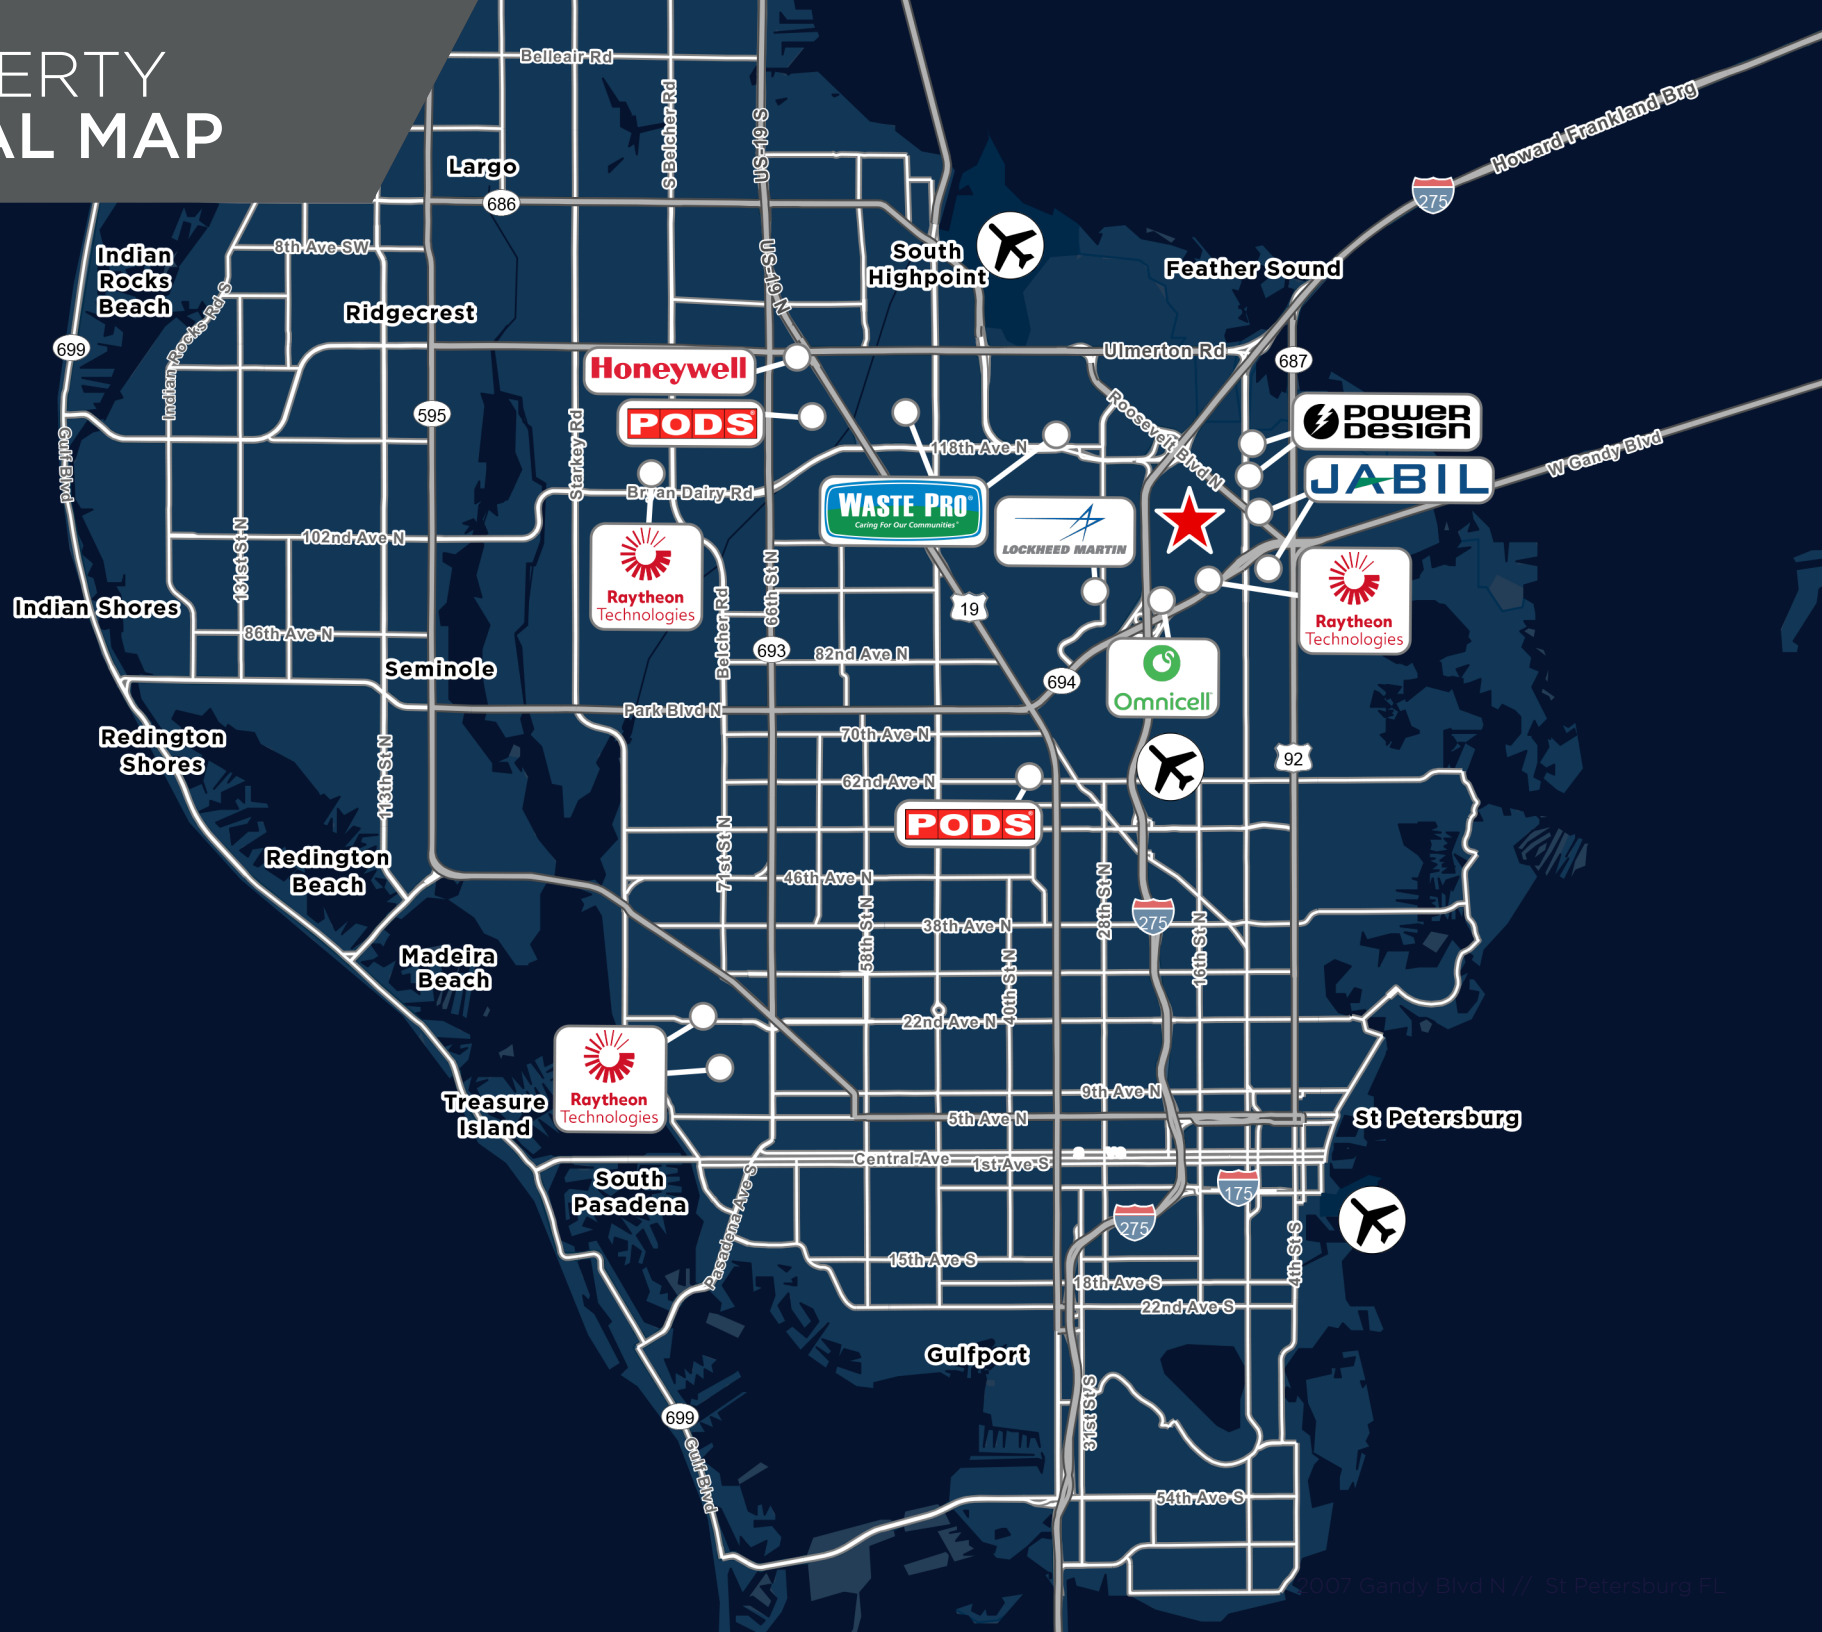 ERTY
AL MAP
Belleair Rd
S Belcher Rd
US-19 S
Howard Frankland Brg
Largo
686
275
8th Ave SW
Indian
Rocks
Beach
South
Highpoint
Feather Sound
US-19 N
Indian Rocks Rd S
Ridgecrest
699
Ulmerton Rd
687
Honeywell
595
PODS
Roosevelt Blvd N
POWER
DESIGN
Gulf Blvd
Starkey Rd
118th Ave N
W Gandy Blvd
JABIL
Bryan Dairy Rd
WASTE PRO®
Caring For Our Communities
LOCKHEED MARTIN
131st St N
102nd Ave N
Raytheon
Technologies
66th St N
Belcher Rd
19
Raytheon
Technologies
Indian Shores
86th Ave N
693
82nd Ave N
Seminole
694
Omnicell
Park Blvd N
70th Ave N
Redington
Shores
113th St N
62nd Ave N
92
PODS
71st St N
Redington
Beach
46th Ave N
28th St N
275
58th St N
38th Ave N
16th St N
Madeira
Beach
40th St N
22nd Ave N
Raytheon
Technologies
9th Ave N
Treasure
Island
5th Ave N
St Petersburg
Central Ave
1st Ave S
South
Pasadena
175
275
Pasadena Ave S
15th Ave S
4th St S
18th Ave S
22nd Ave S
Gulfport
699
31st St S
Gulf Blvd
54th Ave S
2007 Gandy Blvd N // St Petersburg FL